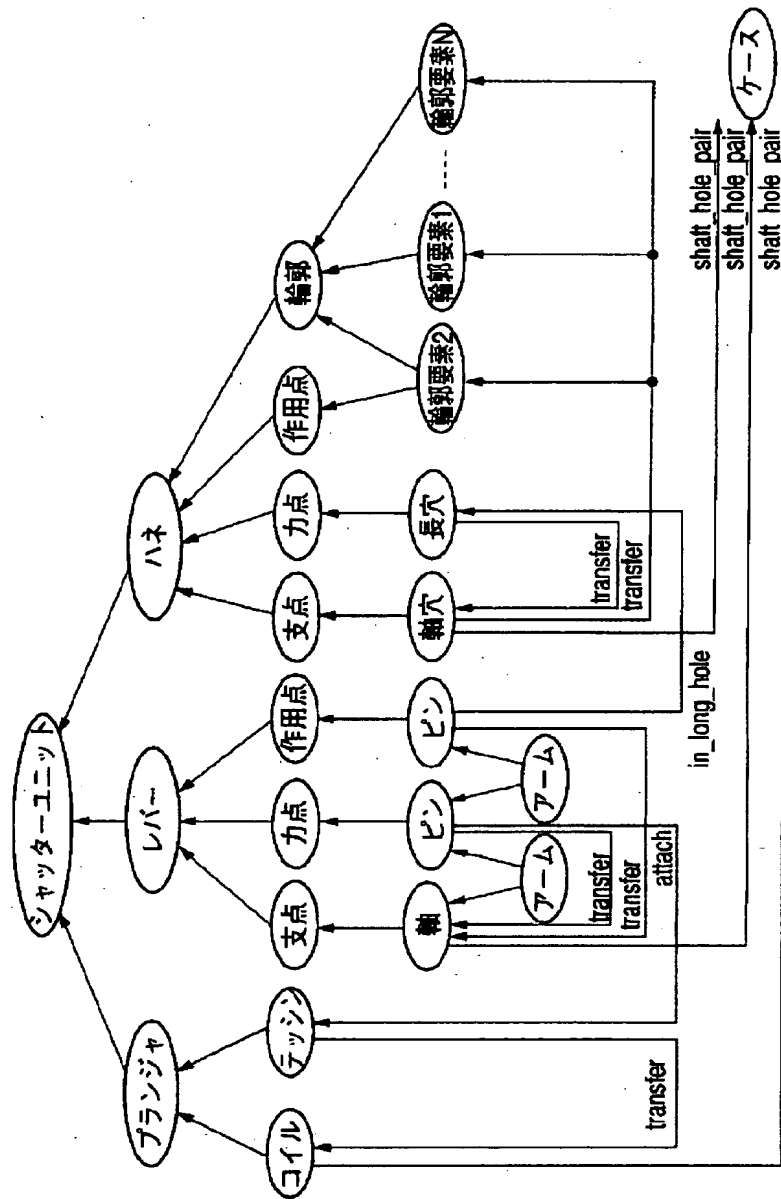 シャッターユニット
プランジャ
レバー
ハネ
コイル
テッシン
支点
力点
作用点
支点
力点
作用点
輪郭
軸
ピン
ピン
軸穴
長穴
輪郭要素2
輪郭要素1
輪郭要素N
アーム
アーム
transfer
transfer
transfer
transfer
transfer
attach
in_long_hole
shaft_hole_pair
shaft_hole_pair
shaft_hole_pair
ケース